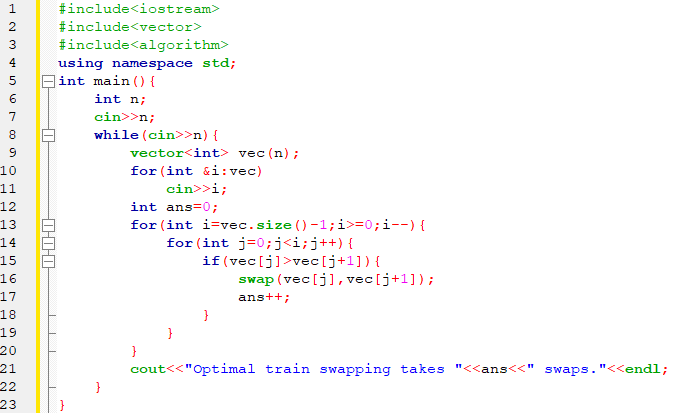 1 #include<iostream>
2 #include<vector>
3 #include<algorithm>
4 using namespace std;
5 int main(){
6     int n;
7     cin>>n;
8     while(cin>>n){
9         vector<int> vec(n);
10         for(int &i:vec)
11             cin>>i;
12         int ans=0;
13         for(int i=vec.size()-1;i>=0;i--){
14             for(int j=0;j<i;j++){
15                 if(vec[j]>vec[j+1]){
16                     swap(vec[j],vec[j+1]);
17                     ans++;
18                 }
19             }
20         }
21         cout<<"Optimal train swapping takes "<<ans<<" swaps."<<endl;
22     }
23 }